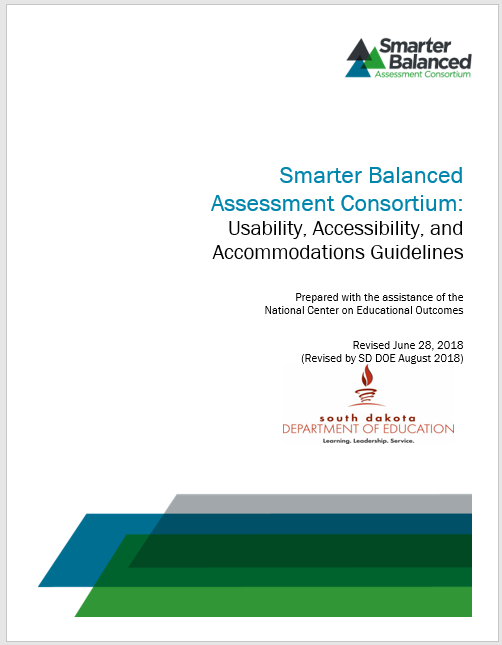 Smarter
Balanced
Assessment Consortium
Smarter Balanced
Assessment Consortium:
Usability, Accessibility, and
Accommodations Guidelines
Prepared with the assistance of the
National Center on Educational Outcomes
Revised June 28, 2018
(Revised by SD DOE August 2018)
south dakota
DEPARTMENT OF EDUCATION
Learning. Leadership. Service.